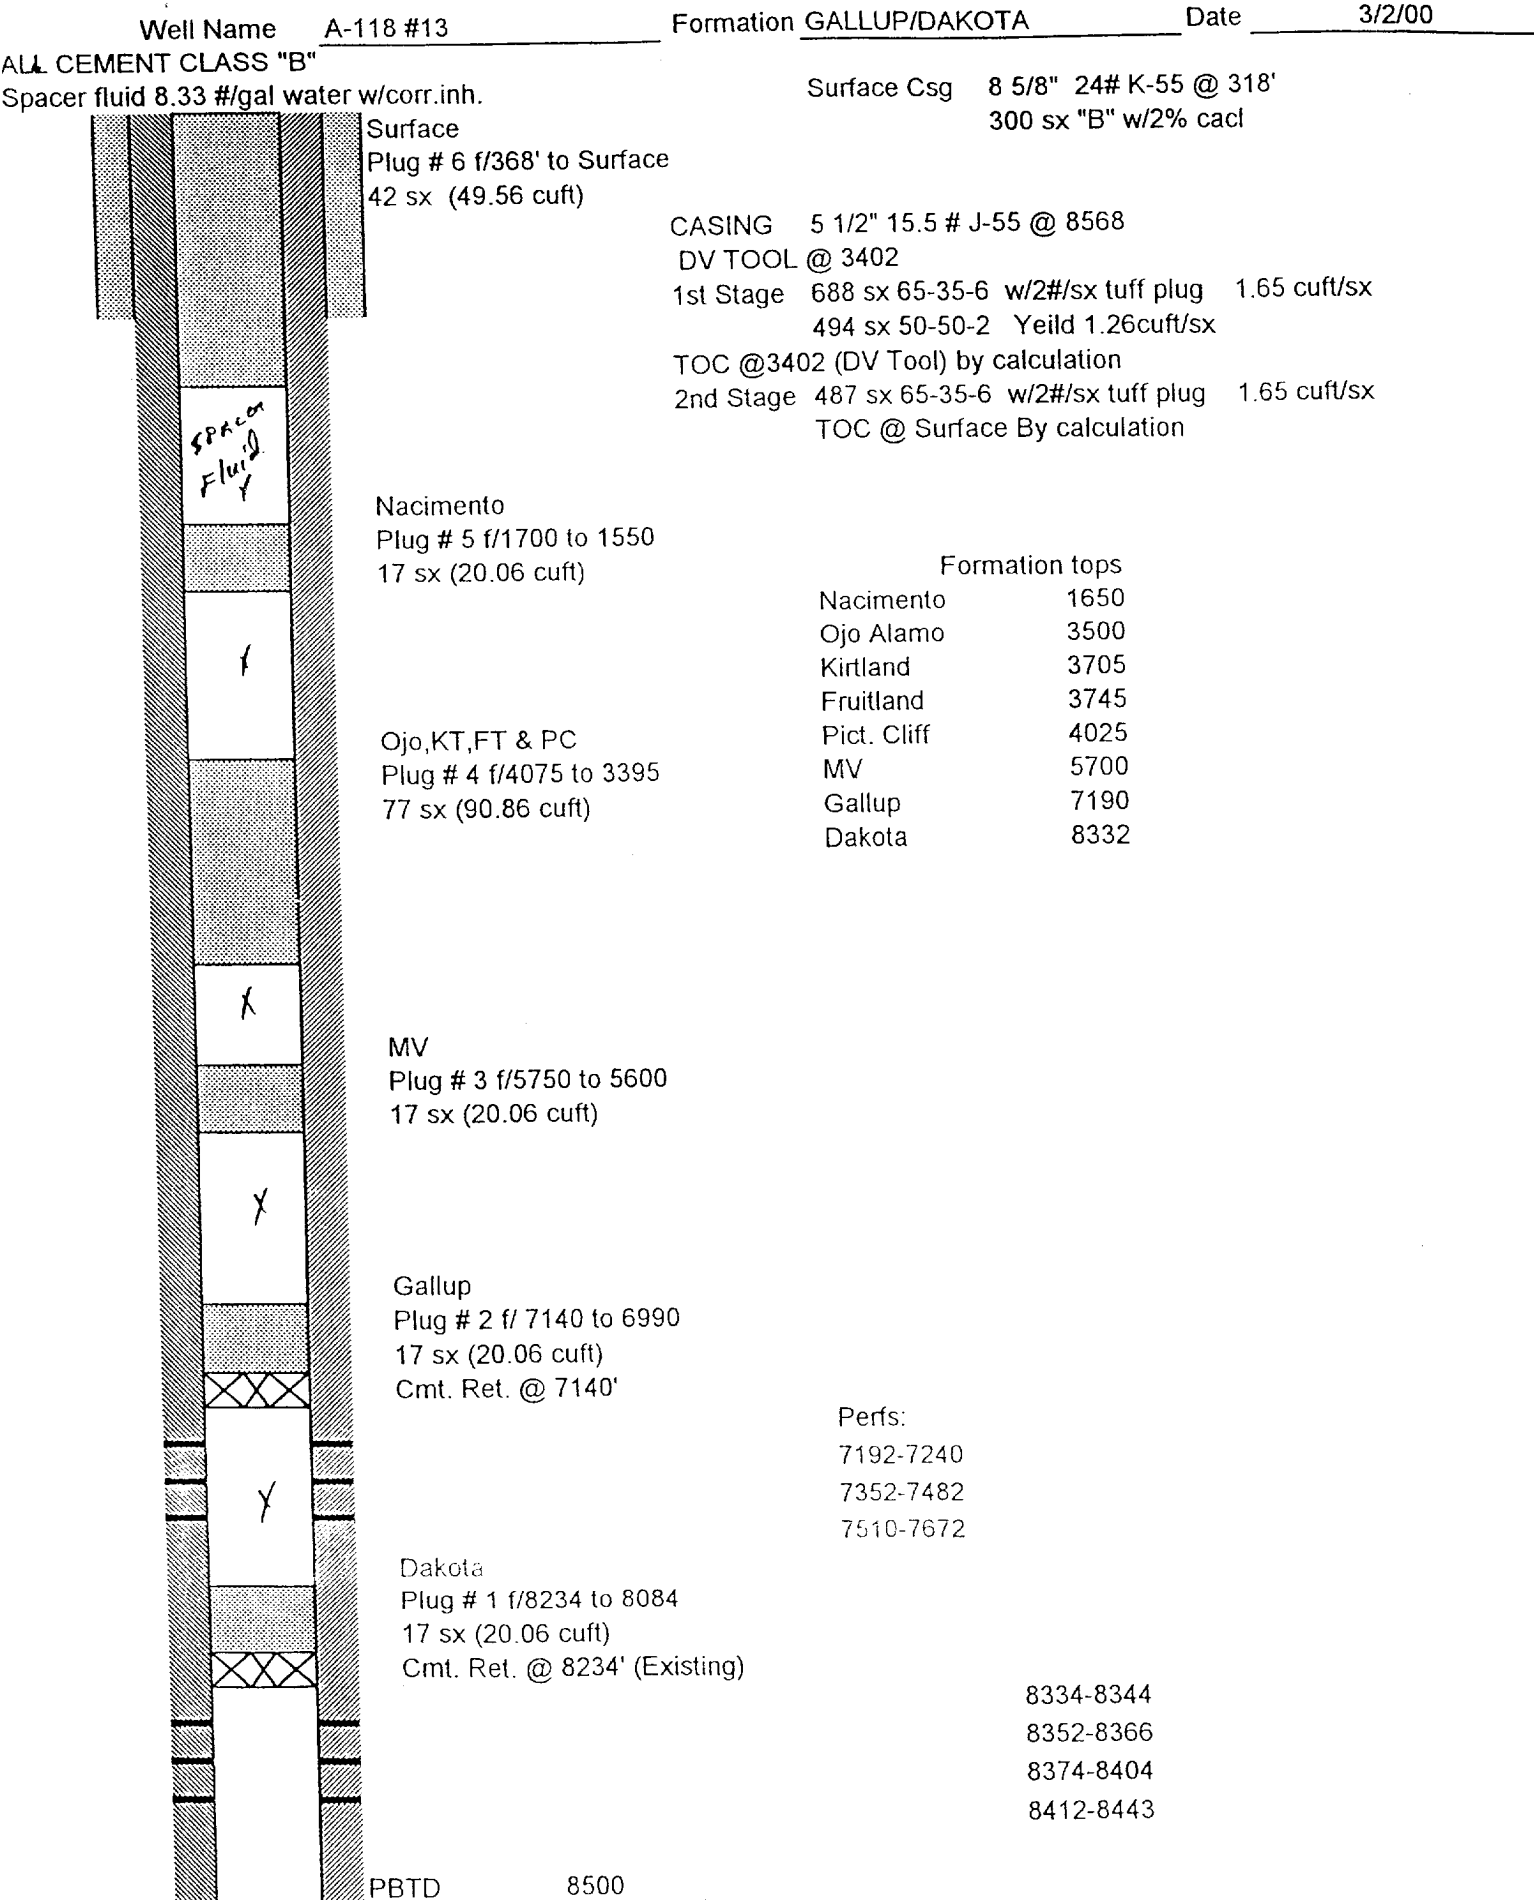 Well Name A-118 #13 Formation GALLUP/DAKOTA Date 3/2/00
ALL CEMENT CLASS "B"
Spacer fluid 8.33 #/gal water w/corr.inh.
Surface Csg 8 5/8" 24# K-55 @ 318'
300 sx "B" w/2% cacl
Surface
Plug # 6 f/368' to Surface
42 sx (49.56 cuft)
CASING 5 1/2" 15.5 # J-55 @ 8568
DV TOOL @ 3402
1st Stage 688 sx 65-35-6 w/2#/sx tuff plug 1.65 cuft/sx
494 sx 50-50-2 Yeild 1.26cuft/sx
TOC @3402 (DV Tool) by calculation
2nd Stage 487 sx 65-35-6 w/2#/sx tuff plug 1.65 cuft/sx
TOC @ Surface By calculation
SPACER
Fluid
Nacimento
Plug # 5 f/1700 to 1550
17 sx (20.06 cuft)
Formation tops
Nacimento 1650
Ojo Alamo 3500
Kirtland 3705
Fruitland 3745
Pict. Cliff 4025
MV 5700
Gallup 7190
Dakota 8332
Ojo,KT,FT & PC
Plug # 4 f/4075 to 3395
77 sx (90.86 cuft)
MV
Plug # 3 f/5750 to 5600
17 sx (20.06 cuft)
Gallup
Plug # 2 f/ 7140 to 6990
17 sx (20.06 cuft)
Cmt. Ret. @ 7140'
Perfs:
7192-7240
7352-7482
7510-7672
Dakota
Plug # 1 f/8234 to 8084
17 sx (20.06 cuft)
Cmt. Ret. @ 8234' (Existing)
8334-8344
8352-8366
8374-8404
8412-8443
PBTD 8500